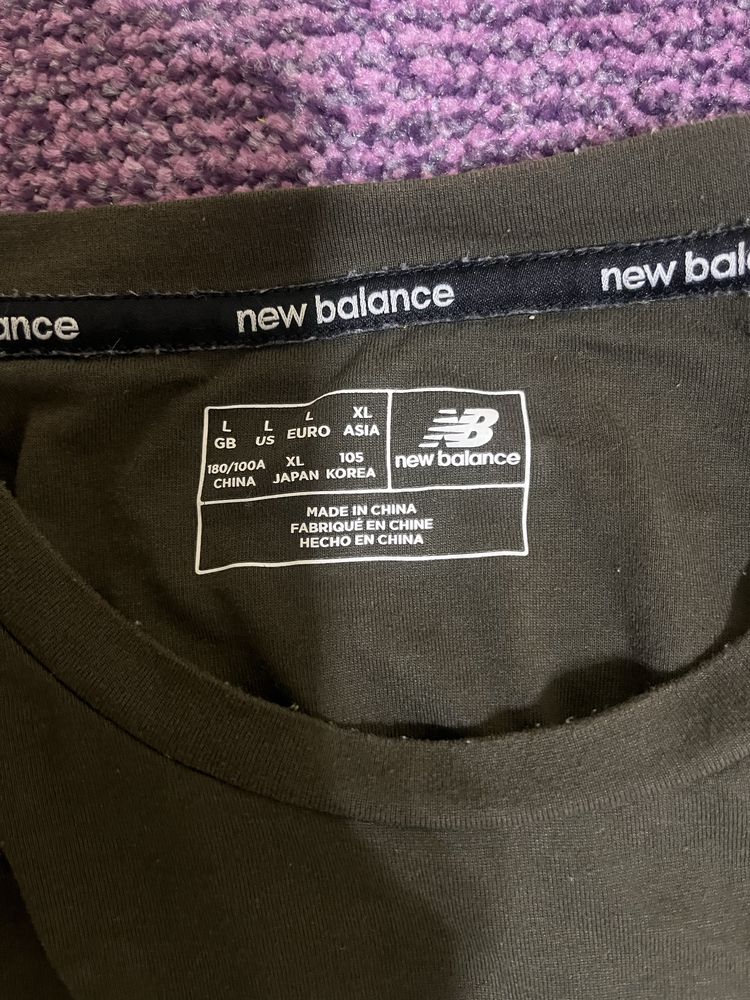 ance new balance new bal
L L L XL
GB US EURO ASIA
180/100A XL 105
CHINA JAPAN KOREA
NB
new balance
MADE IN CHINA
FABRIQUÉ EN CHINE
HECHO EN CHINA